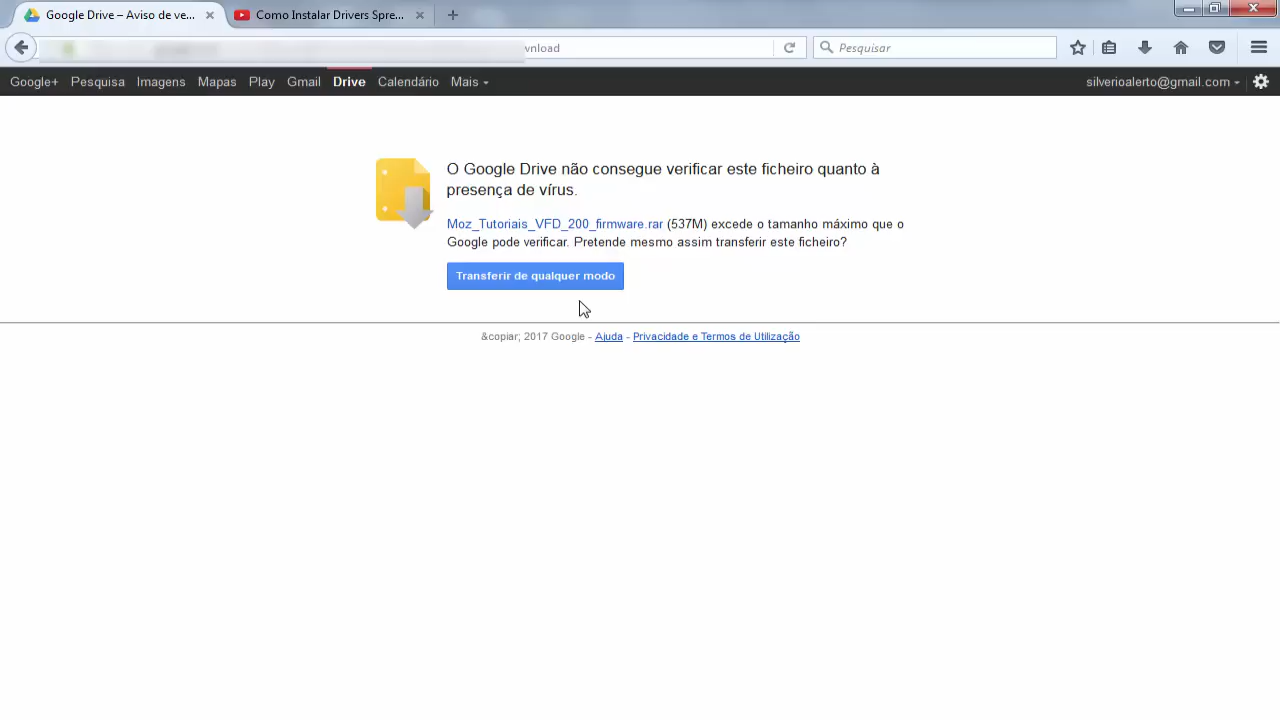 Google Drive – Aviso de ve...
Como Instalar Drivers Spre...
wnload
Pesquisar
Google+ Pesquisa Imagens Mapas Play Gmail Drive Calendário Mais
silverioalerto@gmail.com
O Google Drive não consegue verificar este ficheiro quanto à
presença de vírus.
Moz_Tutoriais_VFD_200_firmware.rar (537M) excede o tamanho máximo que o
Google pode verificar. Pretende mesmo assim transferir este ficheiro?
Transferir de qualquer modo
&copiar; 2017 Google - Ajuda - Privacidade e Termos de Utilização